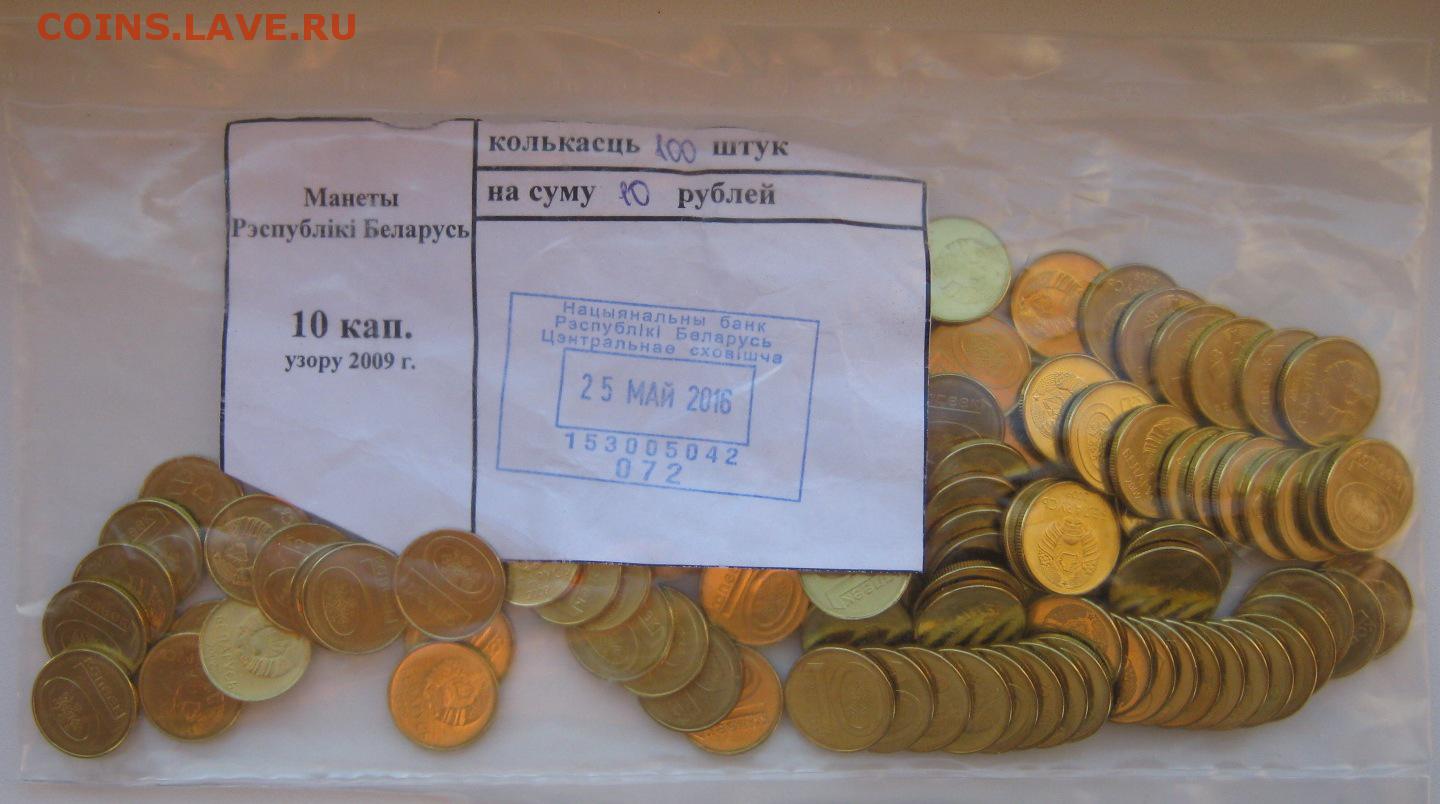 COINS.LAVE.RU
Манеты
Рэспублікі Беларусь
10 кап.
узору 2009 г.
колькасць 100 штук
на суму 10 рублей
Нацыянальны банк
Рэспублікі Беларусь
Цэнтральнае сховішча
25 МАЙ 2016
153005042
072